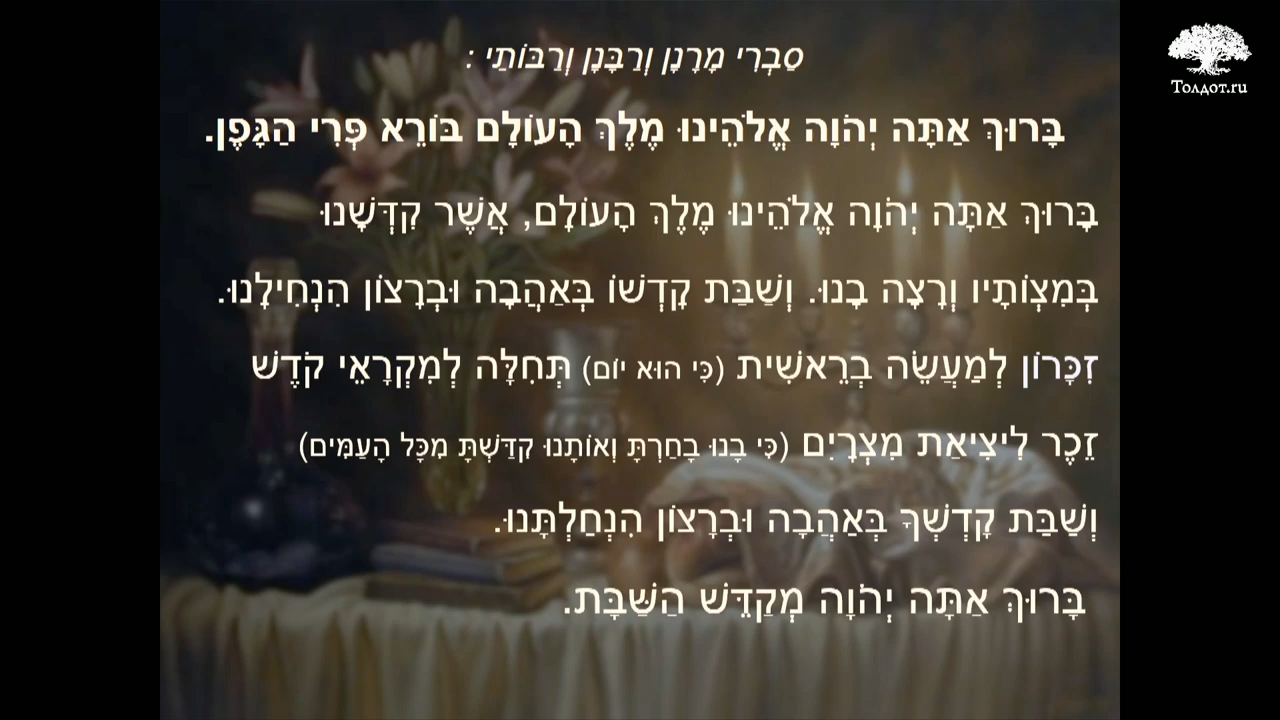 סַבְרִי מָרָנָן וְרַבָּנָן וְרַבּוֹתַי :
בָּרוּךְ אַתָּה יְהֹוָה אֱלֹהֵינוּ מֶלֶךְ הָעוֹלָם בּוֹרֵא פְּרִי הַגָּפֶן.
בָּרוּךְ אַתָּה יְהֹוָה אֱלֹהֵינוּ מֶלֶךְ הָעוֹלָם, אֲשֶׁר קִדְּשָׁנוּ
בְּמִצְוֹתָיו וְרָצָה בָנוּ. וְשַׁבַּת קָדְשׁוֹ בְּאַהֲבָה וּבְרָצוֹן הִנְחִילָנוּ.
זִכָּרוֹן לְמַעֲשֵׂה בְרֵאשִׁית (כִּי הוּא יוֹם) תְּחִלָּה לְמִקְרָאֵי קֹדֶשׁ
זֵכֶר לִיצִיאַת מִצְרָיִם (כִּי בָנוּ בָחַרְתָּ וְאוֹתָנוּ קִדַּשְׁתָּ מִכָּל הָעַמִּים)
וְשַׁבַּת קָדְשְׁךָ בְּאַהֲבָה וּבְרָצוֹן הִנְחַלְתָּנוּ.
בָּרוּךְ אַתָּה יְהֹוָה מְקַדֵּשׁ הַשַּׁבָּת.
Толдот.ru